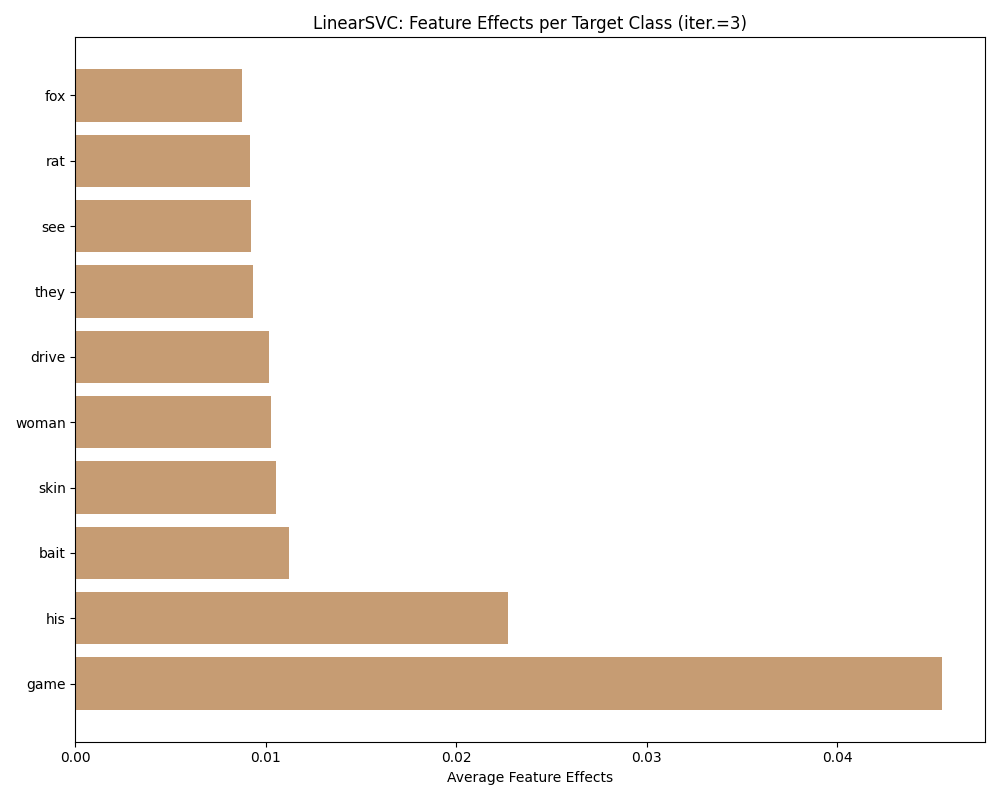 LinearSVC: Feature Effects per Target Class (iter.=3)
fox
rat
see
they
drive
woman
skin
bait
his
game
0.00 0.01 0.02 0.03 0.04
Average Feature Effects